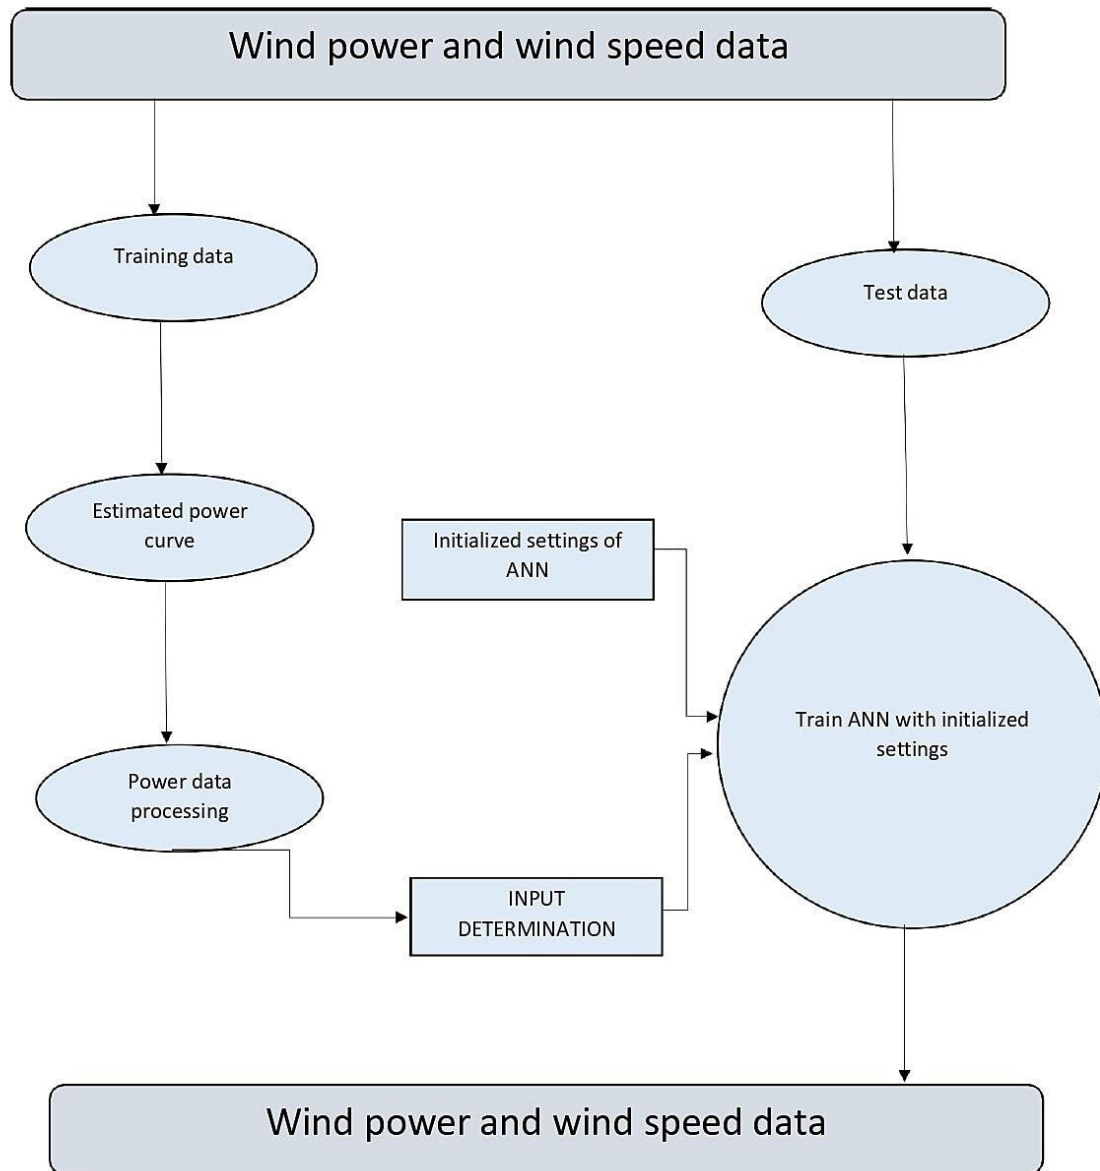 Wind power and wind speed data
Training data
Test data
Estimated power
curve
Initialized settings of
ANN
Train ANN with initialized
settings
Power data
processing
INPUT
DETERMINATION
Wind power and wind speed data